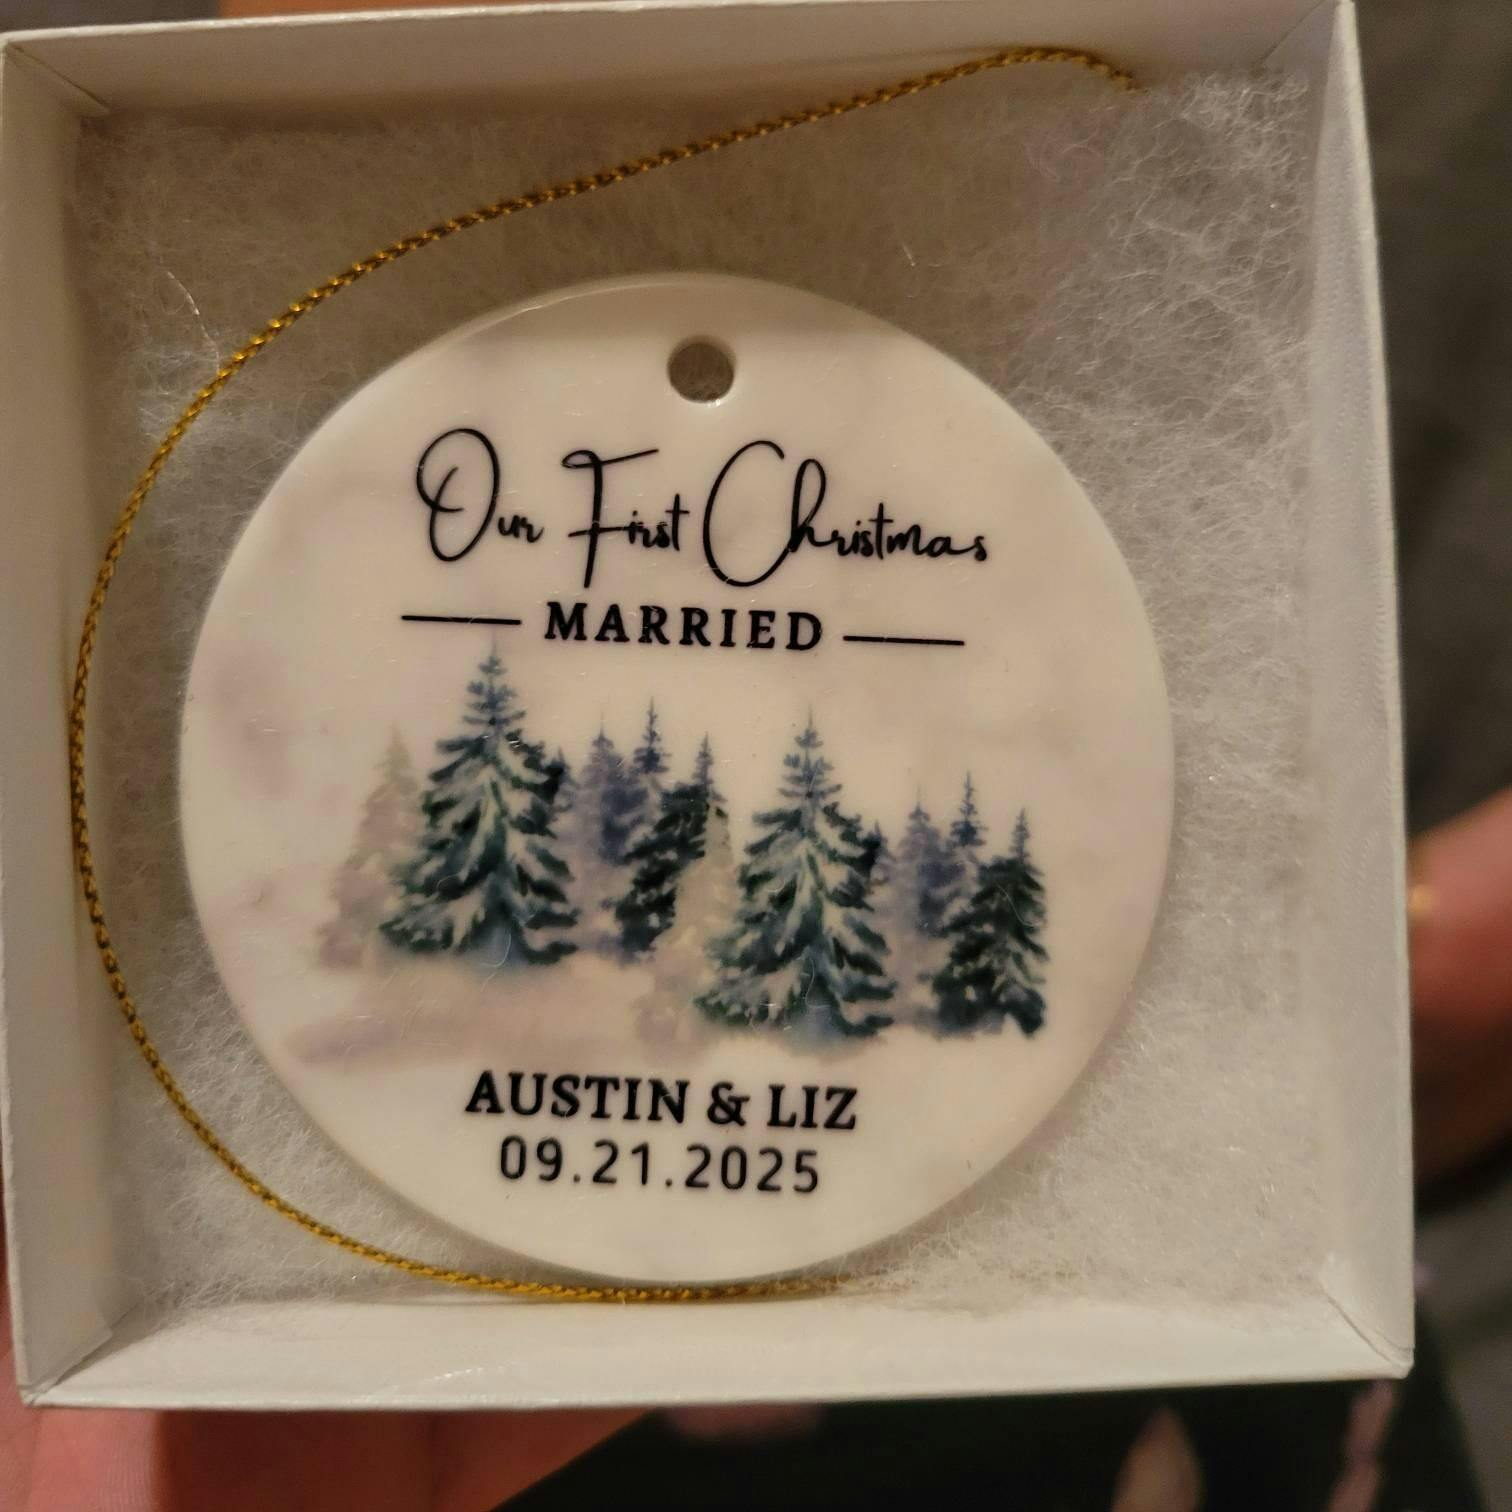 Our First Christmas
MARRIED
AUSTIN & LIZ
09.21.2025